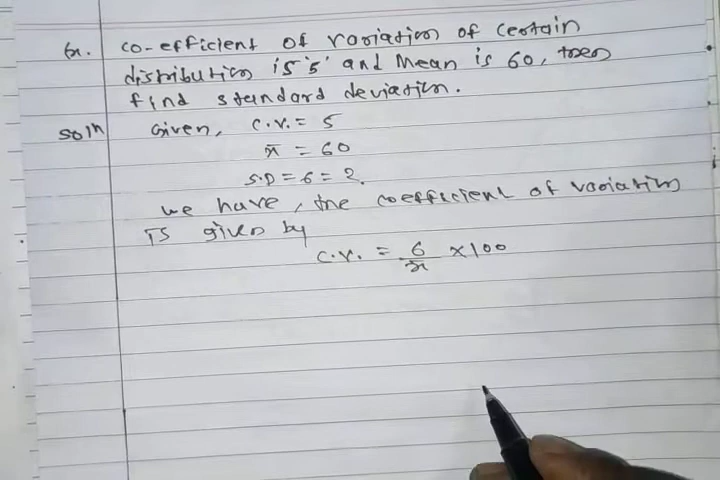 Ex. co-efficient of variation of certain
distribution is '5' and Mean is 60, then
find standard deviation.
Soln Given, C.V. = 5
x̄ = 60
S.D = σ = ?
we have, the coefficient of variation
is given by
C.V. = σ/x̄ × 100